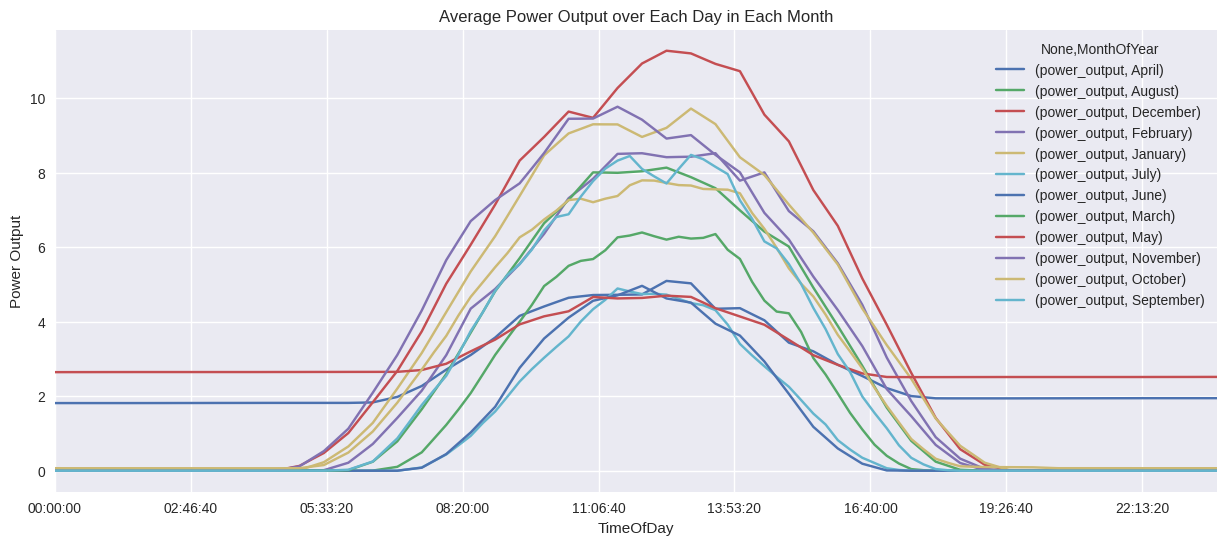 Average Power Output over Each Day in Each Month
Power Output
10
8
6
4
2
0
None,MonthOfYear
(power_output, April)
(power_output, August)
(power_output, December)
(power_output, February)
(power_output, January)
(power_output, July)
(power_output, June)
(power_output, March)
(power_output, May)
(power_output, November)
(power_output, October)
(power_output, September)
00:00:00 02:46:40 05:33:20 08:20:00 11:06:40 13:53:20 16:40:00 19:26:40 22:13:20
TimeOfDay